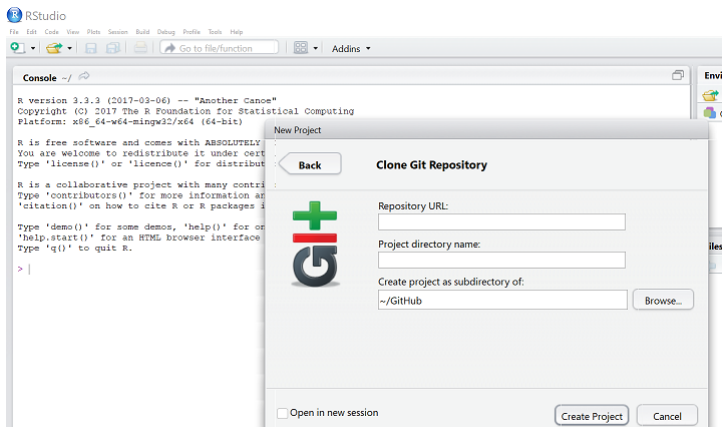 RStudio
File Edit Code View Plots Session Build Debug Profile Tools Help
Go to file/function
Addins
Console ~/
Envi
R version 3.3.3 (2017-03-06) -- "Another Canoe"
Copyright (C) 2017 The R Foundation for Statistical Computing
Platform: x86_64-w64-mingw32/x64 (64-bit)
R is free software and comes with ABSOLUTELY
You are welcome to redistribute it under cert
Type 'license()' or 'licence()' for distribut
R is a collaborative project with many contri
Type 'contributors()' for more information an
'citation()' on how to cite R or R packages i
Type 'demo()' for some demos, 'help()' for on
'help.start()' for an HTML browser interface
Type 'q()' to quit R.
>
New Project
Back
Clone Git Repository
git
Repository URL:
Project directory name:
Create project as subdirectory of:
~/GitHub
Browse...
iles
Open in new session
Create Project
Cancel